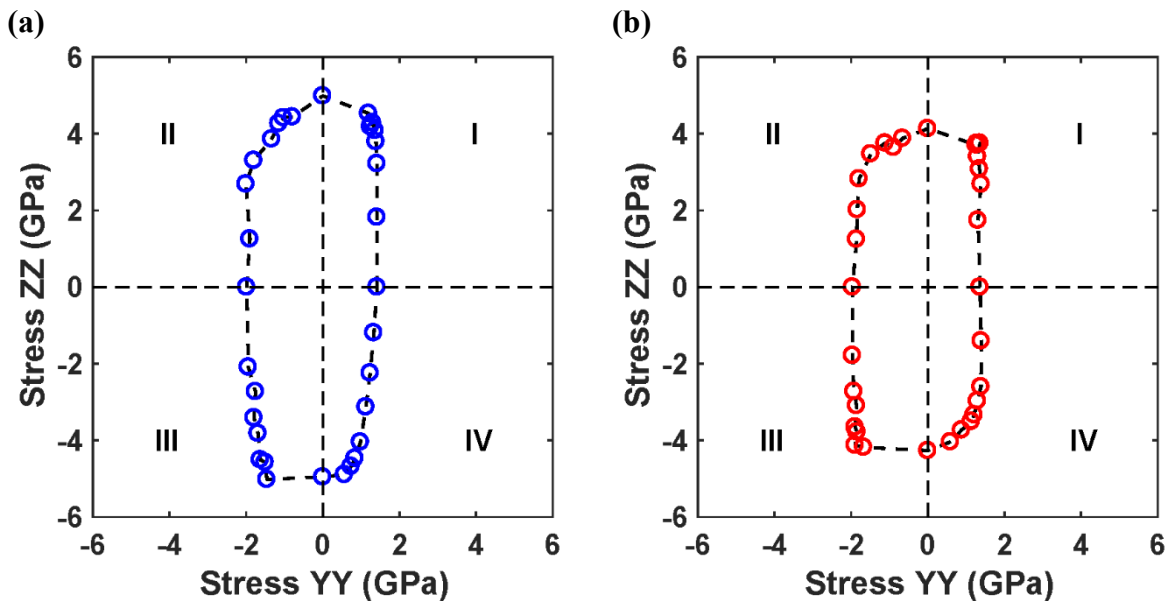 (a)
6
4
2
0
-2
-4
-6
-6 -4 -2 0 2 4 6
Stress ZZ (GPa)
Stress YY (GPa)
II
I
III
IV
(b)
6
4
2
0
-2
-4
-6
-6 -4 -2 0 2 4 6
Stress ZZ (GPa)
Stress YY (GPa)
II
I
III
IV